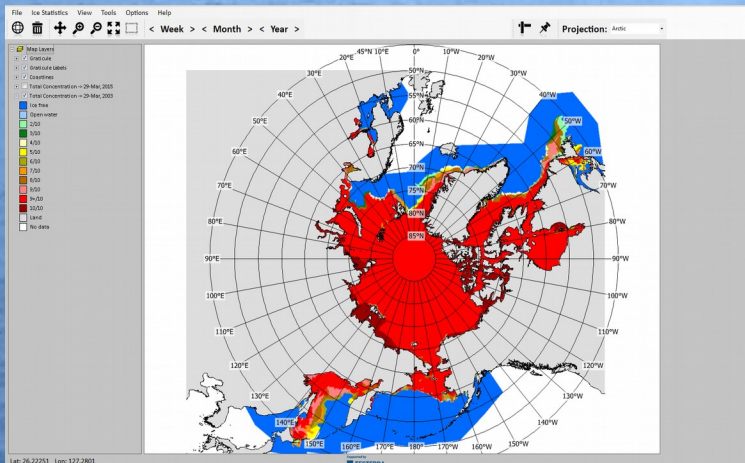 File Ice Statistics View Tools Options Help
< Week > < Month > < Year > Projection: Arctic
Map Layers
Graticule
Graticule Labels
Coastlines
Total Concentration -> 29-Mar, 2015
Total Concentration -> 29-Mar, 2003
Ice free
Open water
2/10
3/10
4/10
5/10
6/10
7/10
8/10
9/10
9+/10
10/10
Land
No data
45°N 10°E 0° 10°W
20°E 50°N 20°W
30°E 55°N 30°W
40°E 60°N 40°W
50°E 65°N 50°W
60°E 70°N 60°W
70°E 75°N 70°W
80°E 80°N 80°W
85°N
90°E 90°W
100°E 100°W
110°E 110°W
120°E 120°W
130°E 130°W
140°E 140°W
150°E 160°E 170°E 180° 170°W 160°W 150°W
Lat: 26.22251 Lon: 127.2801
Supported by